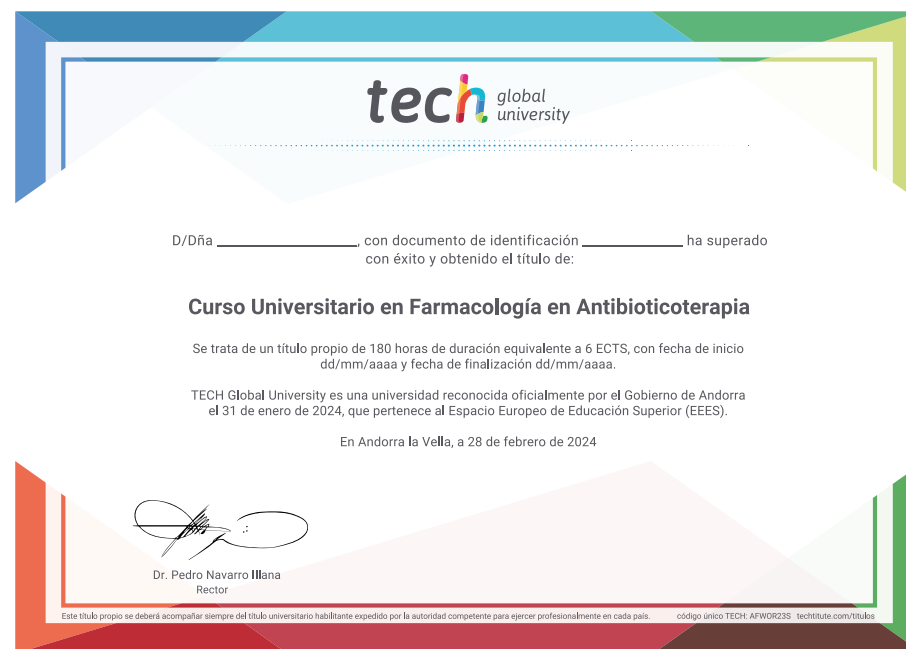 tech global university
D/Dña ____________, con documento de identificación ____________ ha superado
con éxito y obtenido el título de:
Curso Universitario en Farmacología en Antibioticoterapia
Se trata de un título propio de 180 horas de duración equivalente a 6 ECTS, con fecha de inicio
dd/mm/aaaa y fecha de finalización dd/mm/aaaa.
TECH Global University es una universidad reconocida oficialmente por el Gobierno de Andorra
el 31 de enero de 2024, que pertenece al Espacio Europeo de Educación Superior (EEES).
En Andorra la Vella, a 28 de febrero de 2024
Dr. Pedro Navarro Illana
Rector
Este título propio se deberá acompañar siempre del título universitario habilitante expedido por la autoridad competente para ejercer profesionalmente en cada país. código único TECH: AFWOR23S techtitute.com/titulos